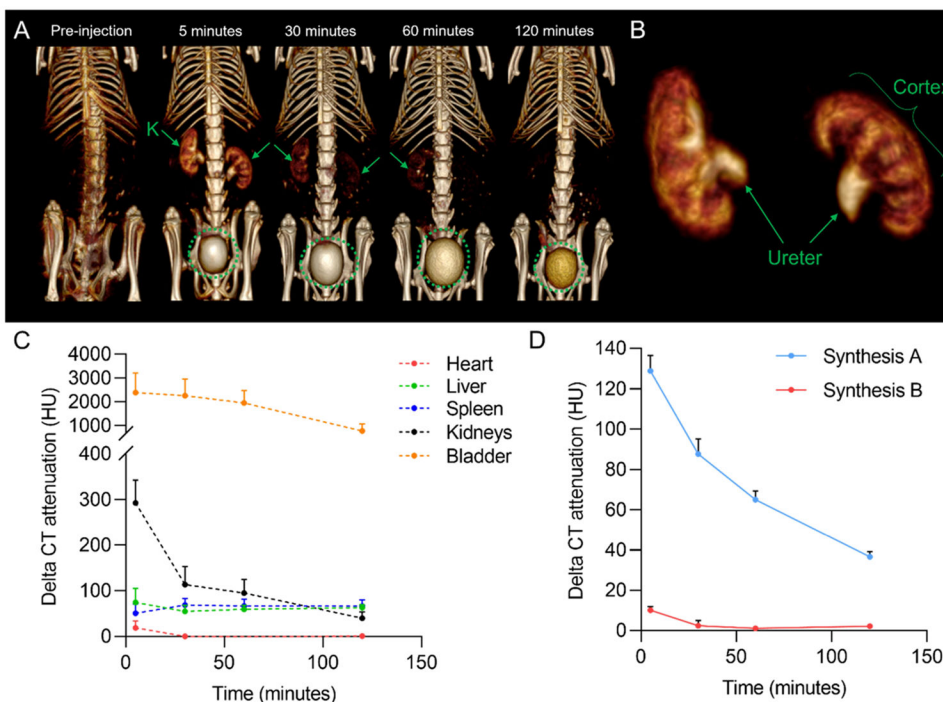 A
Pre-injection
5 minutes
30 minutes
60 minutes
120 minutes
B
K
Cortex
Ureter
C
Delta CT attenuation (HU)
4000
3000
2000
1000
400
300
200
100
0
0
50
100
150
Time (minutes)
Heart
Liver
Spleen
Kidneys
Bladder
D
Delta CT attenuation (HU)
140
120
100
80
60
40
20
0
0
50
100
150
Time (minutes)
Synthesis A
Synthesis B